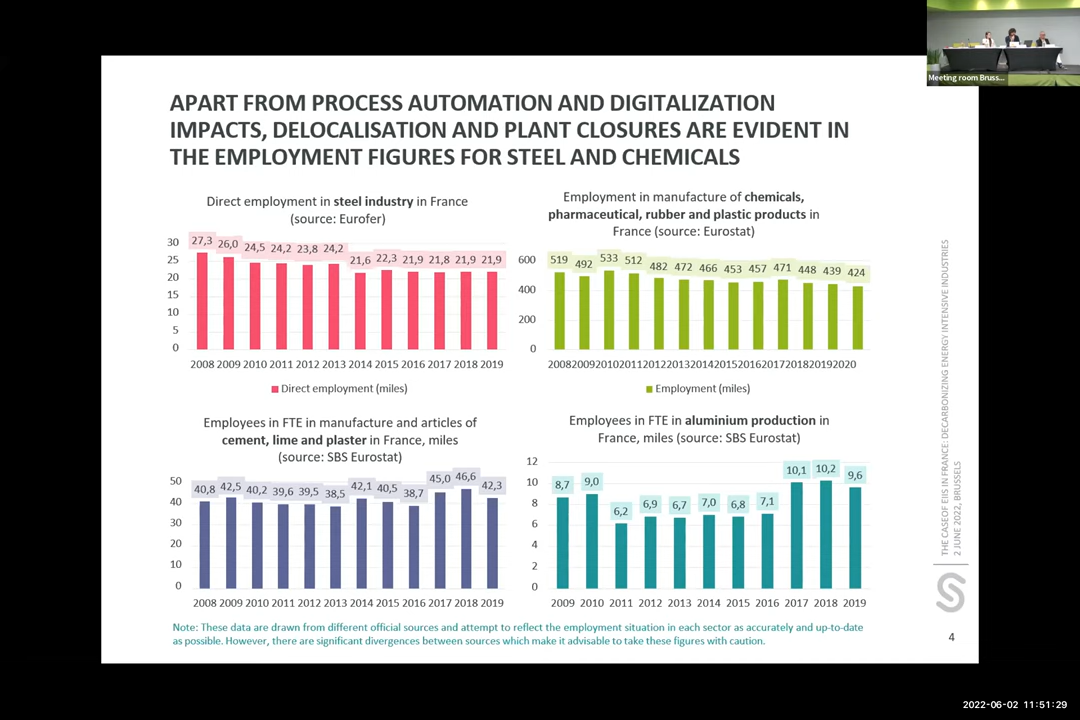 Meeting room Bruss...
APART FROM PROCESS AUTOMATION AND DIGITALIZATION
IMPACTS, DELOCALISATION AND PLANT CLOSURES ARE EVIDENT IN
THE EMPLOYMENT FIGURES FOR STEEL AND CHEMICALS
Direct employment in steel industry in France
(source: Eurofer)
30
25
20
15
10
5
0
27,3 26,0 24,5 24,2 23,8 24,2 21,6 22,3 21,9 21,8 21,9 21,9
2008 2009 2010 2011 2012 2013 2014 2015 2016 2017 2018 2019
Direct employment (miles)
Employment in manufacture of chemicals,
pharmaceutical, rubber and plastic products in
France (source: Eurostat)
600
400
200
0
519 492 533 512 482 472 466 453 457 471 448 439 424
2008 2009 2010 2011 2012 2013 2014 2015 2016 2017 2018 2019 2020
Employment (miles)
Employees in FTE in manufacture and articles of
cement, lime and plaster in France, miles
(source: SBS Eurostat)
50
40
30
20
10
0
40,8 42,5 40,2 39,6 39,5 38,5 42,1 40,5 38,7 45,0 46,6 42,3
2008 2009 2010 2011 2012 2013 2014 2015 2016 2017 2018 2019
Employees in FTE in aluminium production in
France, miles (source: SBS Eurostat)
12
10
8
6
4
2
0
8,7 9,0 6,2 6,9 6,7 7,0 6,8 7,1 10,1 10,2 9,6
2009 2010 2011 2012 2013 2014 2015 2016 2017 2018 2019
Note: These data are drawn from different official sources and attempt to reflect the employment situation in each sector as accurately and up-to-date
as possible. However, there are significant divergences between sources which make it advisable to take these figures with caution.
THE CASEOF EIIS IN FRANCE: DECARBONIZING ENERGY INTENSIVE INDUSTRIES
2 JUNE 2022, BRUSSELS
S
4
2022-06-02 11:51:29